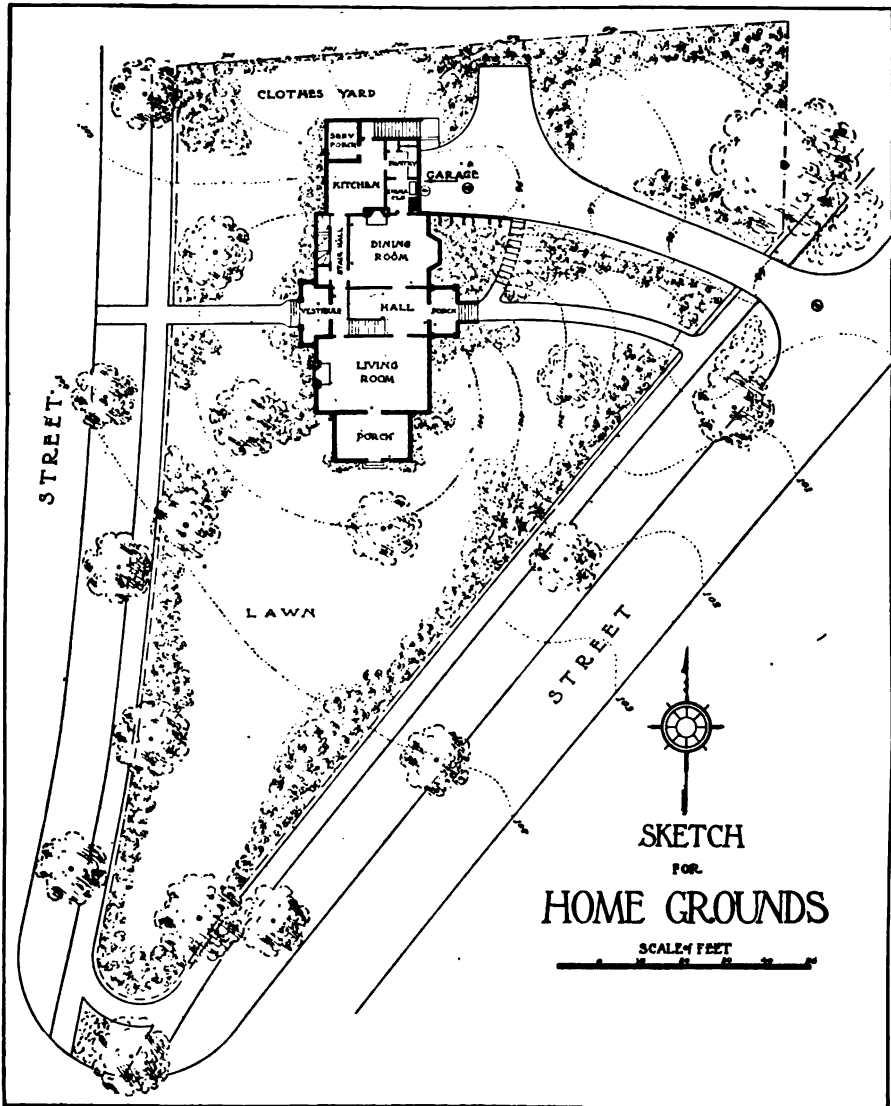 CLOTHES YARD
SERV.
PORCH
PANTRY
KITCHEN
GARAGE
DINING
ROOM
STAIR HALL
VESTIBULE
HALL
PORCH
LIVING
ROOM
PORCH
STREET
LAWN
STREET
SKETCH
FOR
HOME GROUNDS
SCALE of FEET